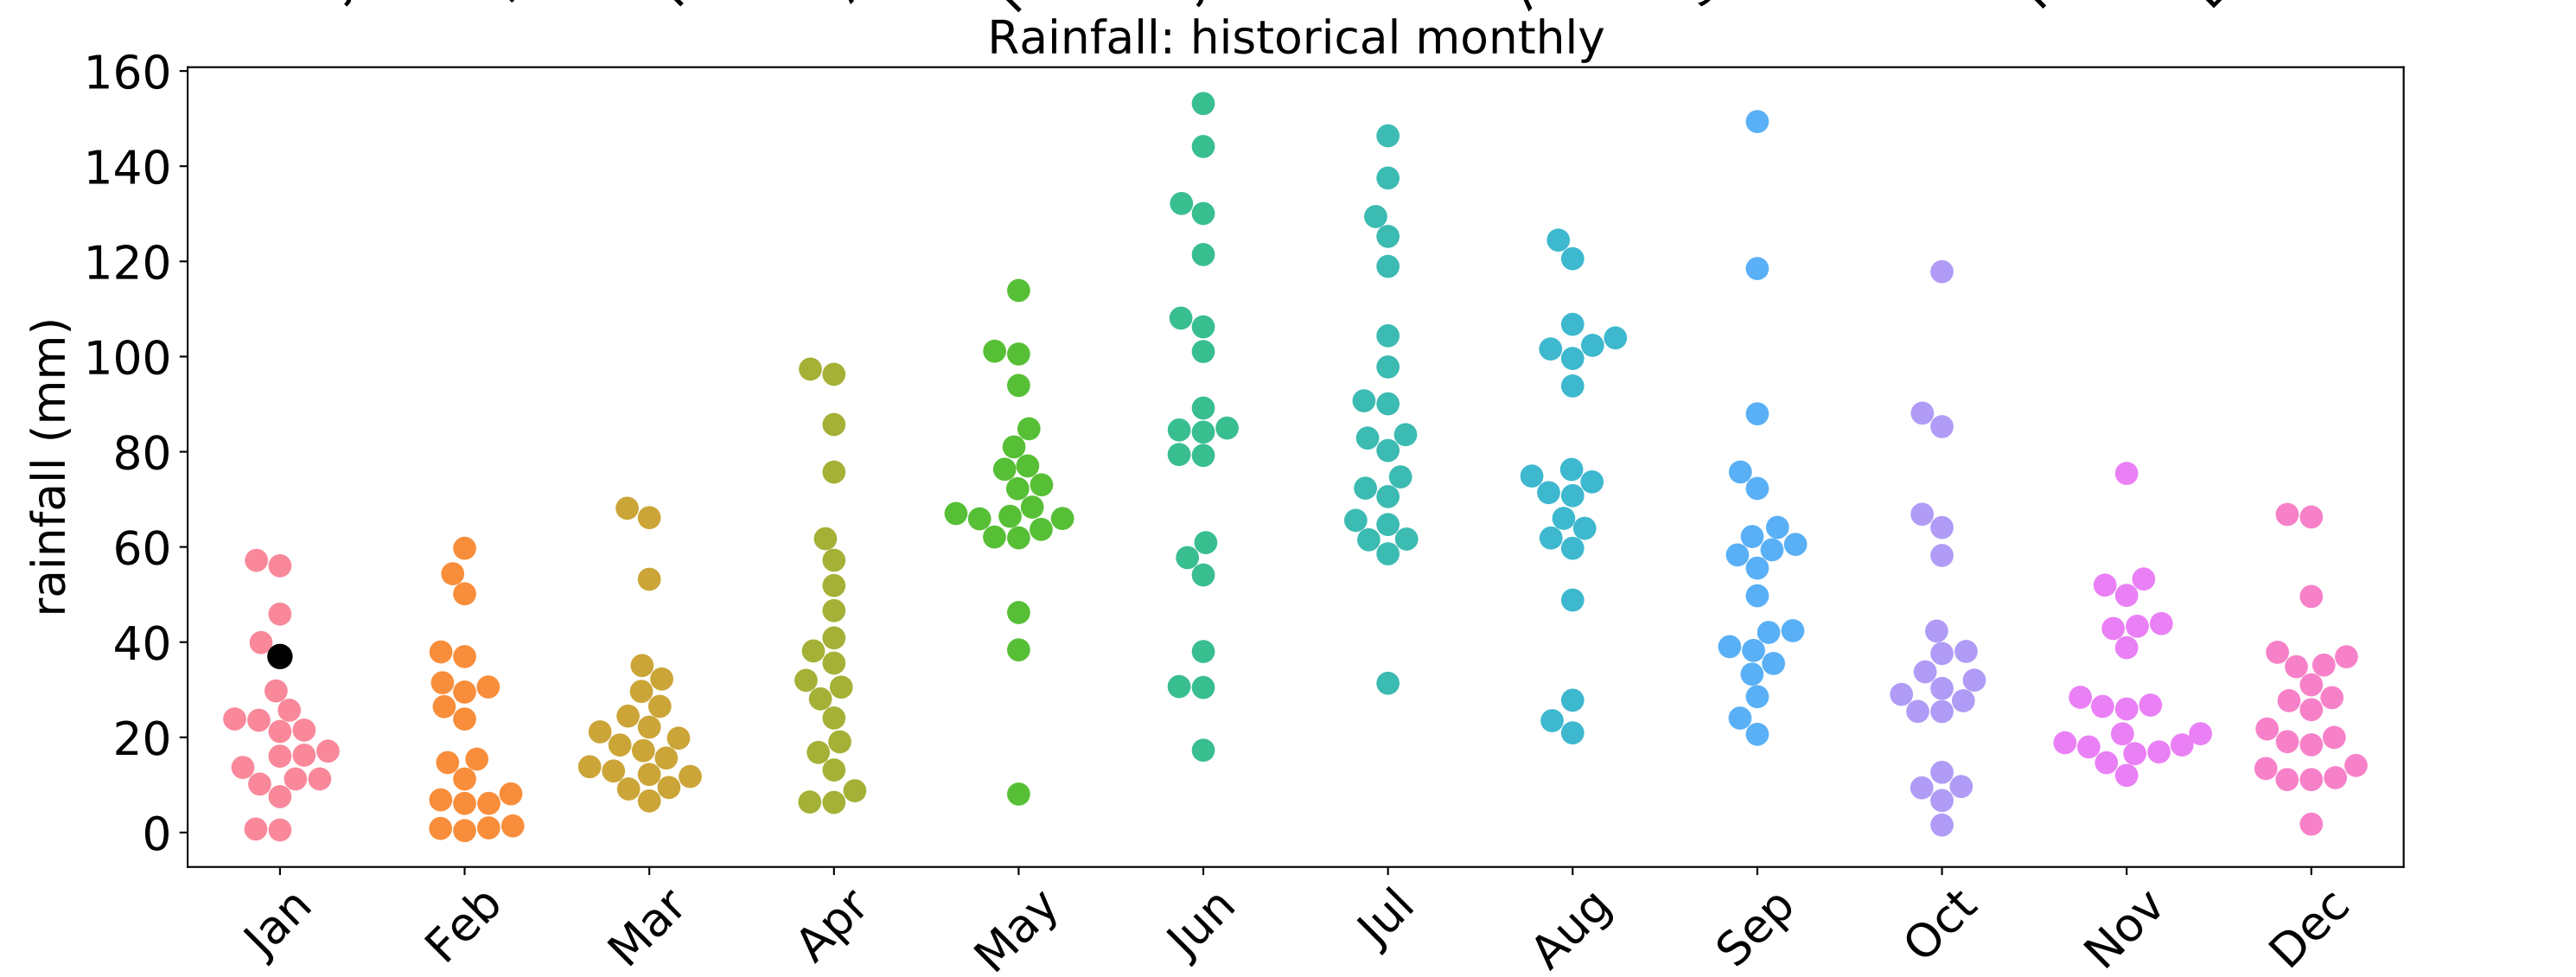 Rainfall: historical monthly
160
140
120
100
80
60
40
20
0
rainfall (mm)
Jan
Feb
Mar
Apr
May
Jun
Jul
Aug
Sep
Oct
Nov
Dec